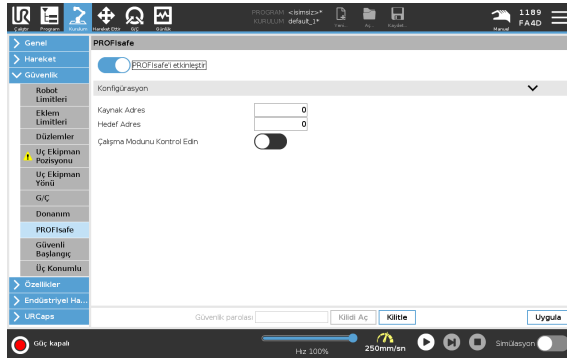 PROGRAM <isimsiz>*
KURULUM default_1*
Çalıştır Program Kurulum Hareket Ettir G/Ç Günlük
Yeni... Aç... Kaydet...
Manuel
1189
FA4D
Genel
Hareket
Güvenlik
Robot
Limitleri
Eklem
Limitleri
Düzlemler
Uç Ekipman
Pozisyonu
Uç Ekipman
Yönü
G/Ç
Donanım
PROFIsafe
Güvenli
Başlangıç
Üç Konumlu
Özellikler
Endüstriyel Ha...
URCaps
PROFIsafe
PROFIsafe'i etkinleştir
Konfigürasyon
Kaynak Adres 0
Hedef Adres 0
Çalışma Modunu Kontrol Edin
Güvenlik parolası Kilidi Aç Kilitle Uygula
Güç kapalı
Hız 100%
250mm/sn
Simülasyon